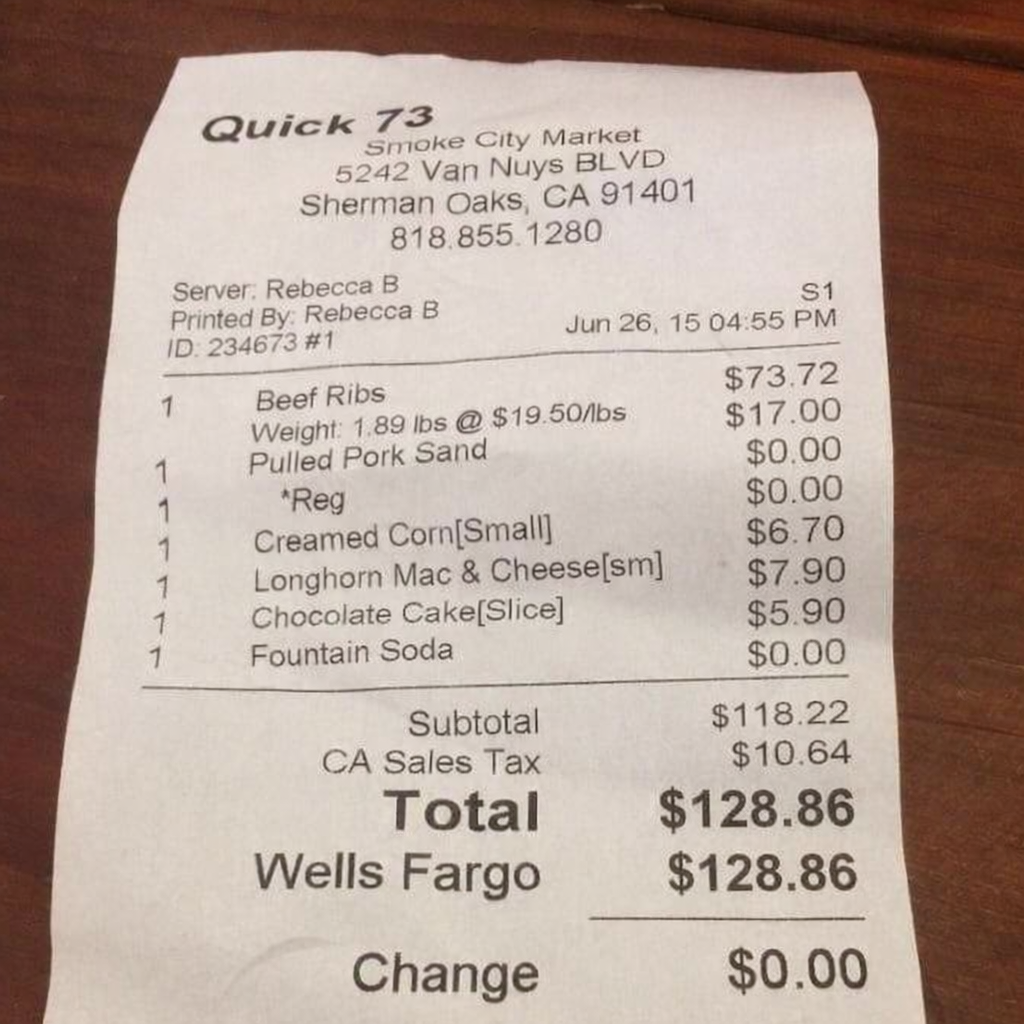 Quick 73
Smoke City Market
5242 Van Nuys BLVD
Sherman Oaks, CA 91401
818.855.1280
Server: Rebecca B
Printed By: Rebecca B S1
ID: 234673 #1 Jun 26, 15 04:55 PM
1 Beef Ribs $73.72
Weight: 1.89 lbs @ $19.50/lbs $17.00
1 Pulled Pork Sand $0.00
1 *Reg $0.00
1 Creamed Corn[Small] $6.70
1 Longhorn Mac & Cheese[sm] $7.90
1 Chocolate Cake[Slice] $5.90
1 Fountain Soda $0.00
Subtotal $118.22
CA Sales Tax $10.64
Total $128.86
Wells Fargo $128.86
Change $0.00